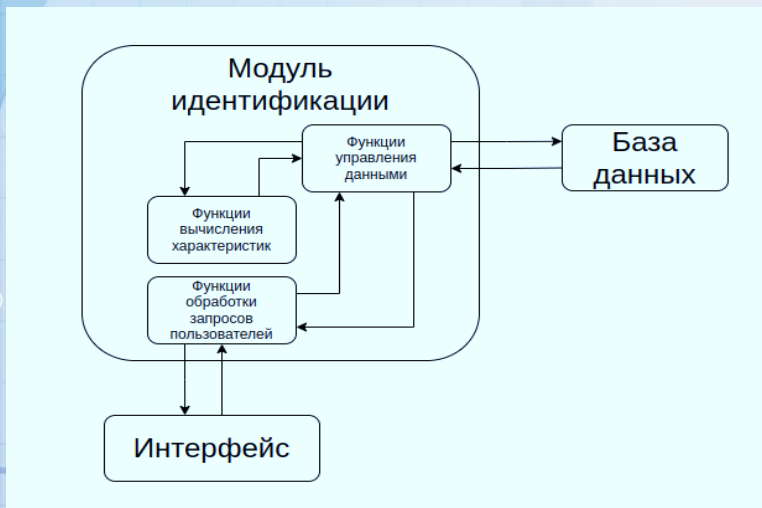 Модуль
идентификации
Функции
управления
данными
База
данных
Функции
вычисления
характеристик
Функции
обработки
запросов
пользователей
Интерфейс